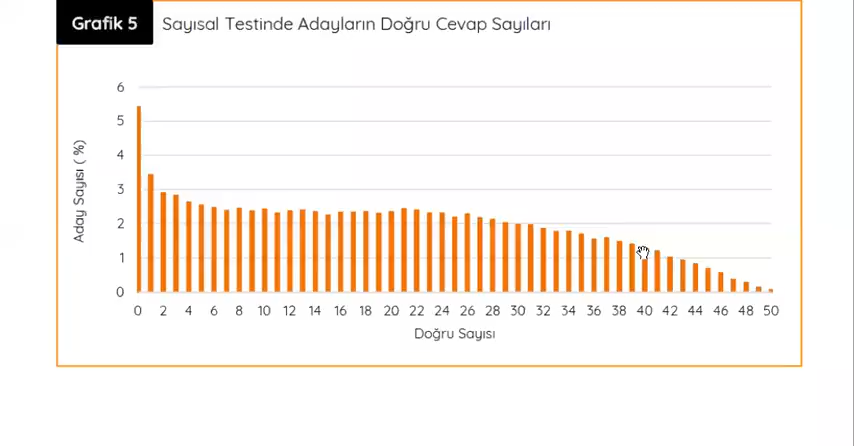 Grafik 5 Sayısal Testinde Adayların Doğru Cevap Sayıları
6
5
4
3
2
1
0
Aday Sayısı ( %)
0 2 4 6 8 10 12 14 16 18 20 22 24 26 28 30 32 34 36 38 40 42 44 46 48 50
Doğru Sayısı